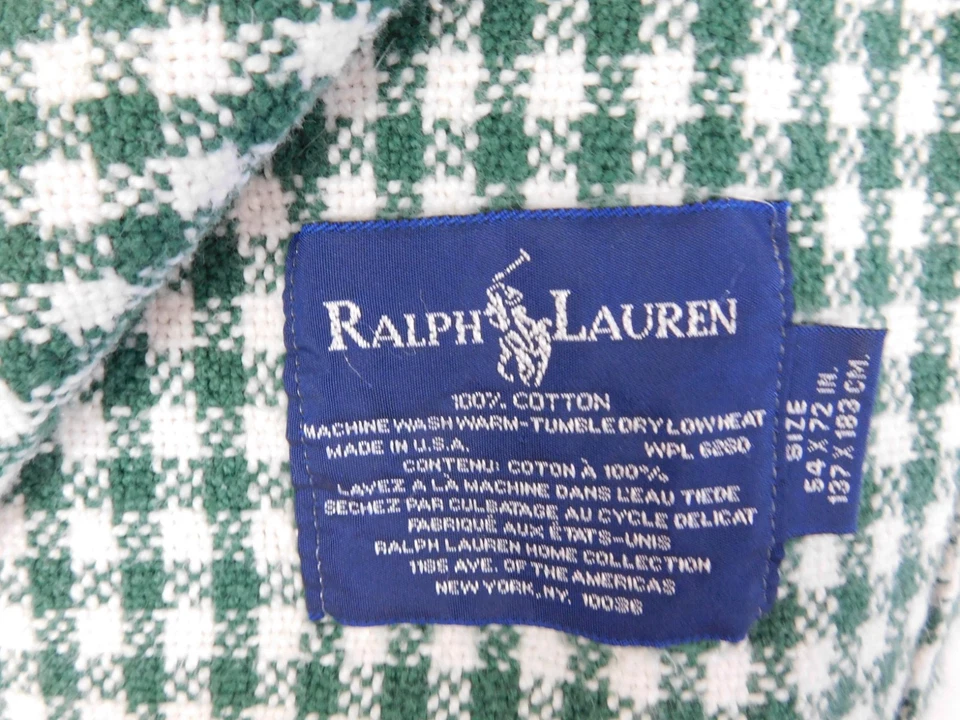 RALPH LAUREN
100% COTTON
MACHINE WASH WARM-TUMBLE DRY LOW HEAT
MADE IN U.S.A. WPL 6280
CONTENU: COTON À 100%
LAVEZ A LA MACHINE DANS L'EAU TIEDE
SECHEZ PAR CULBATAGE AU CYCLE DELICAT
FABRIQUÉ AUX ÉTATS-UNIS
RALPH LAUREN HOME COLLECTION
1185 AVE. OF THE AMERICAS
NEW YORK, NY. 10036
SIZE
54 X 72 IN.
137 X 183 CM.